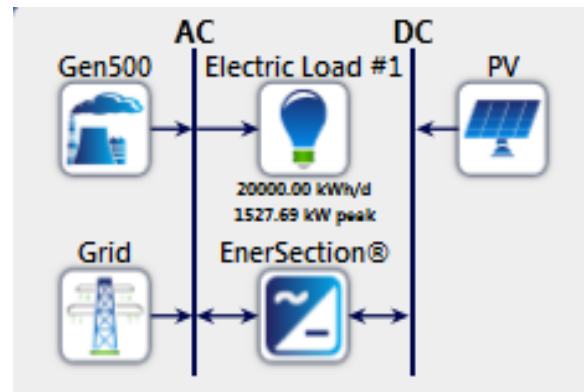 AC
DC
Gen500
Electric Load #1
PV
20000.00 kWh/d
1527.69 kW peak
Grid
EnerSection®